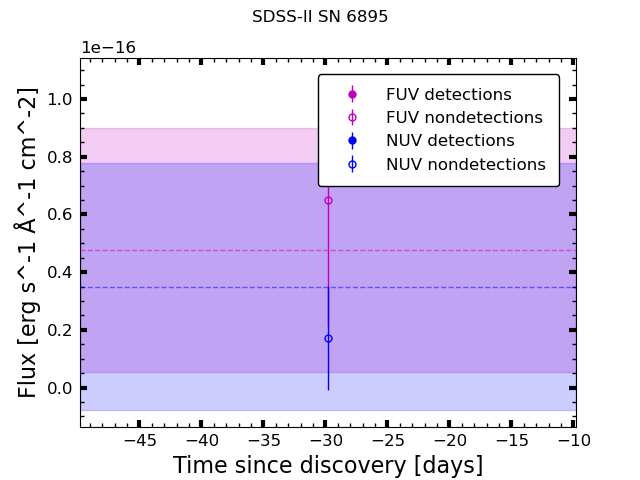 SDSS-II SN 6895
1e−16
FUV detections
FUV nondetections
NUV detections
NUV nondetections
1.0
0.8
0.6
0.4
0.2
0.0
Flux [erg s^-1 Å^-1 cm^-2]
−45 −40 −35 −30 −25 −20 −15 −10
Time since discovery [days]